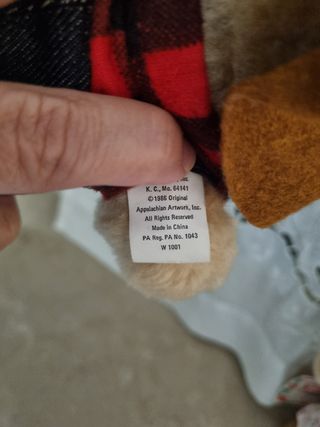 K. C., Mo. 64141
©1986 Original
Appalachian Artwork, Inc.
All Rights Reserved
Made in China
PA Reg. PA No. 1043
W 1001